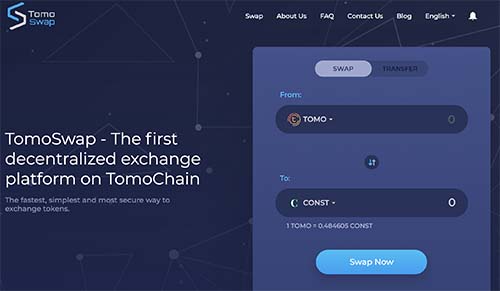 Tomo
Swap
Swap About Us FAQ Contact Us Blog English
SWAP TRANSFER
From:
TOMO 0
To:
CONST 0
1 TOMO = 0.484605 CONST
Swap Now
TomoSwap - The first
decentralized exchange
platform on TomoChain
The fastest, simplest and most secure way to
exchange tokens.